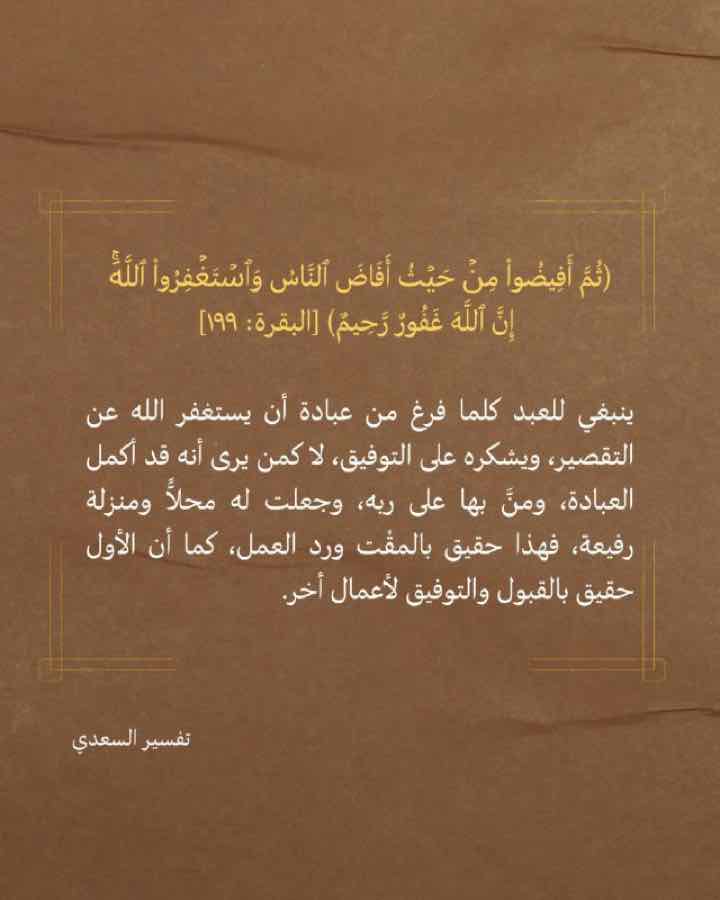 (ثُمَّ أَفِيضُوا۟ مِنۡ حَيۡثُ أَفَاضَ ٱلنَّاسُ وَٱسۡتَغۡفِرُوا۟ ٱللَّهَۚ
إِنَّ ٱللَّهَ غَفُورٌ رَّحِيمٌ) [البقرة: ١٩٩]
ينبغي للعبد كلما فرغ من عبادة أن يستغفر الله عن
التقصير، ويشكره على التوفيق، لا كمن يرى أنه قد أكمل
العبادة، ومنَّ بها على ربه، وجعلت له محلاًّ ومنزلة
رفيعة، فهذا حقيق بالمقْت ورد العمل، كما أن الأول
حقيق بالقبول والتوفيق لأعمال أخر.
تفسير السعدي